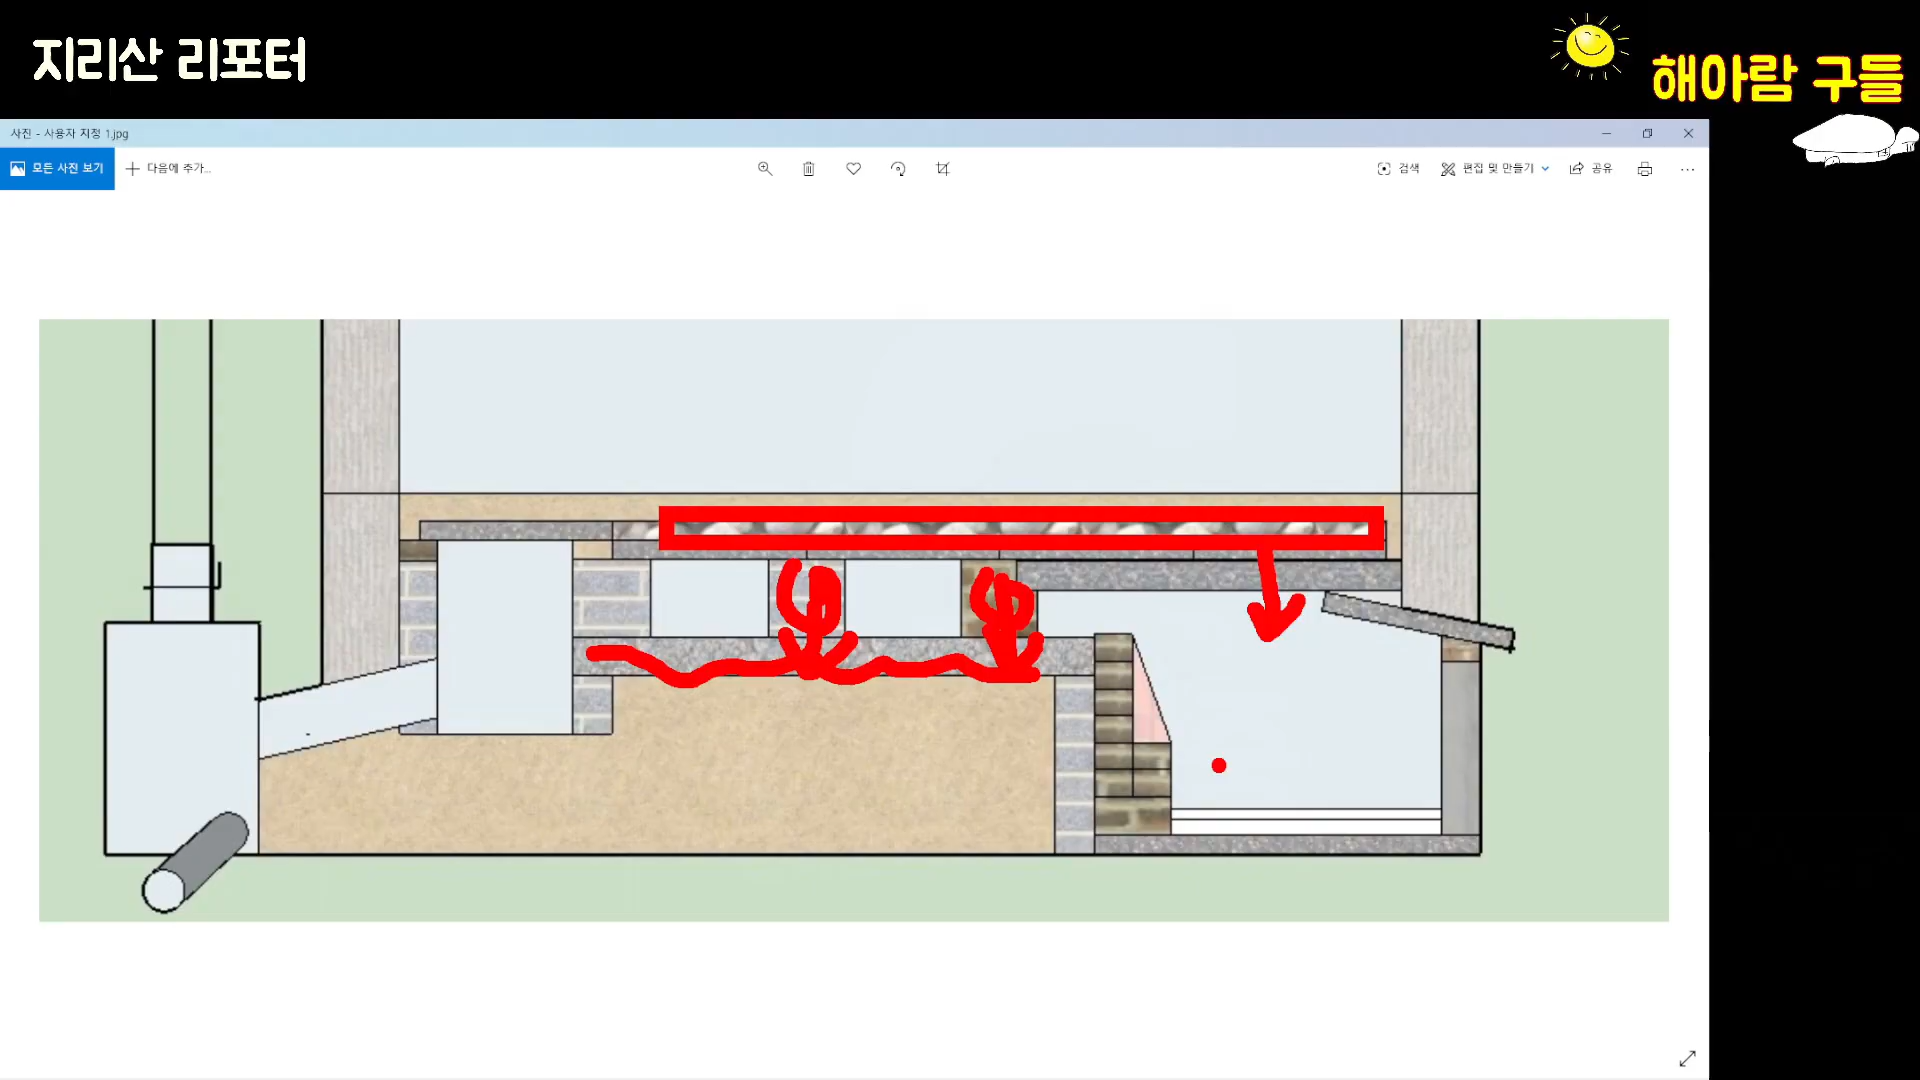 지리산 리포터
해아람 구들
사진 - 사용자 지정 1.jpg
모든 사진 보기
다음에 추가...
검색
편집 및 만들기
공유